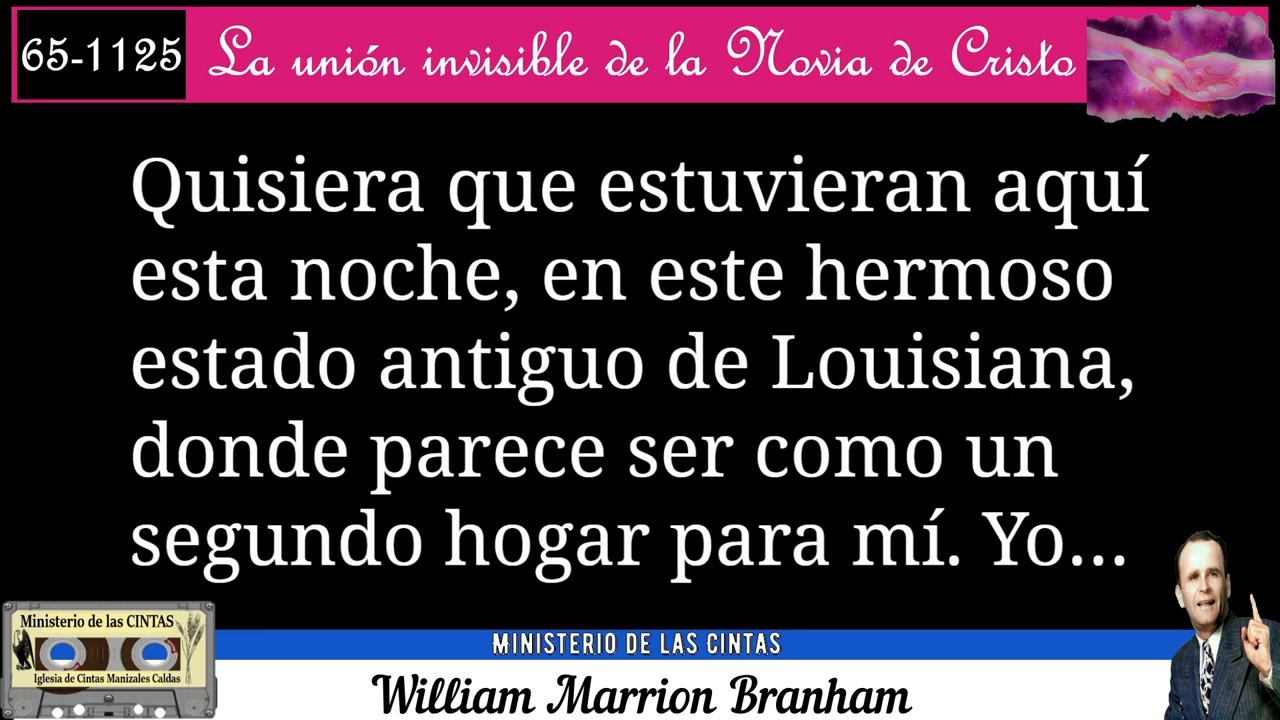 65-1125
La unión invisible de la Novia de Cristo
Quisiera que estuvieran aquí
esta noche, en este hermoso
estado antiguo de Louisiana,
donde parece ser como un
segundo hogar para mí. Yo...
Ministerio de las CINTAS
Iglesia de Cintas Manizales Caldas
MINISTERIO DE LAS CINTAS
William Marrion Branham